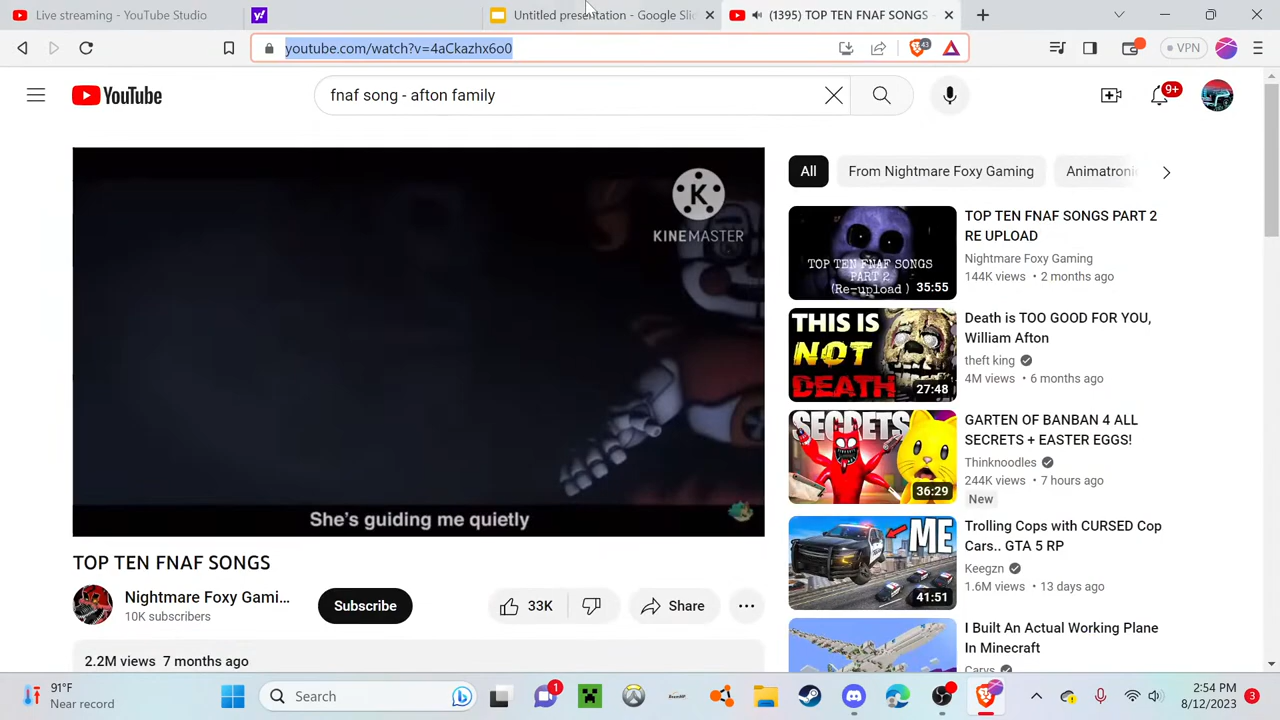 Live streaming - YouTube Studio
Untitled presentation - Google Slic
(1395) TOP TEN FNAF SONGS -
youtube.com/watch?v=4aCkazhx6o0
43
VPN
YouTube
fnaf song - afton family
9+
K
KINEMASTER
She's guiding me quietly
TOP TEN FNAF SONGS
Nightmare Foxy Gami...
10K subscribers
Subscribe
33K
Share
2.2M views 7 months ago
All
From Nightmare Foxy Gaming
Animatronic
TOP TEN FNAF SONGS
PART 2
(Re-upload )
35:55
TOP TEN FNAF SONGS PART 2
RE UPLOAD
Nightmare Foxy Gaming
144K views • 2 months ago
THIS IS
NOT
DEATH
27:48
Death is TOO GOOD FOR YOU,
William Afton
theft king
4M views • 6 months ago
SECRETS
36:29
GARTEN OF BANBAN 4 ALL
SECRETS + EASTER EGGS!
Thinknoodles
244K views • 7 hours ago
New
ME
41:51
Trolling Cops with CURSED Cop
Cars.. GTA 5 RP
Keegzn
1.6M views • 13 days ago
I Built An Actual Working Plane
In Minecraft
Carys
91°F
Near record
Search
1
2:54 PM
8/12/2023
3